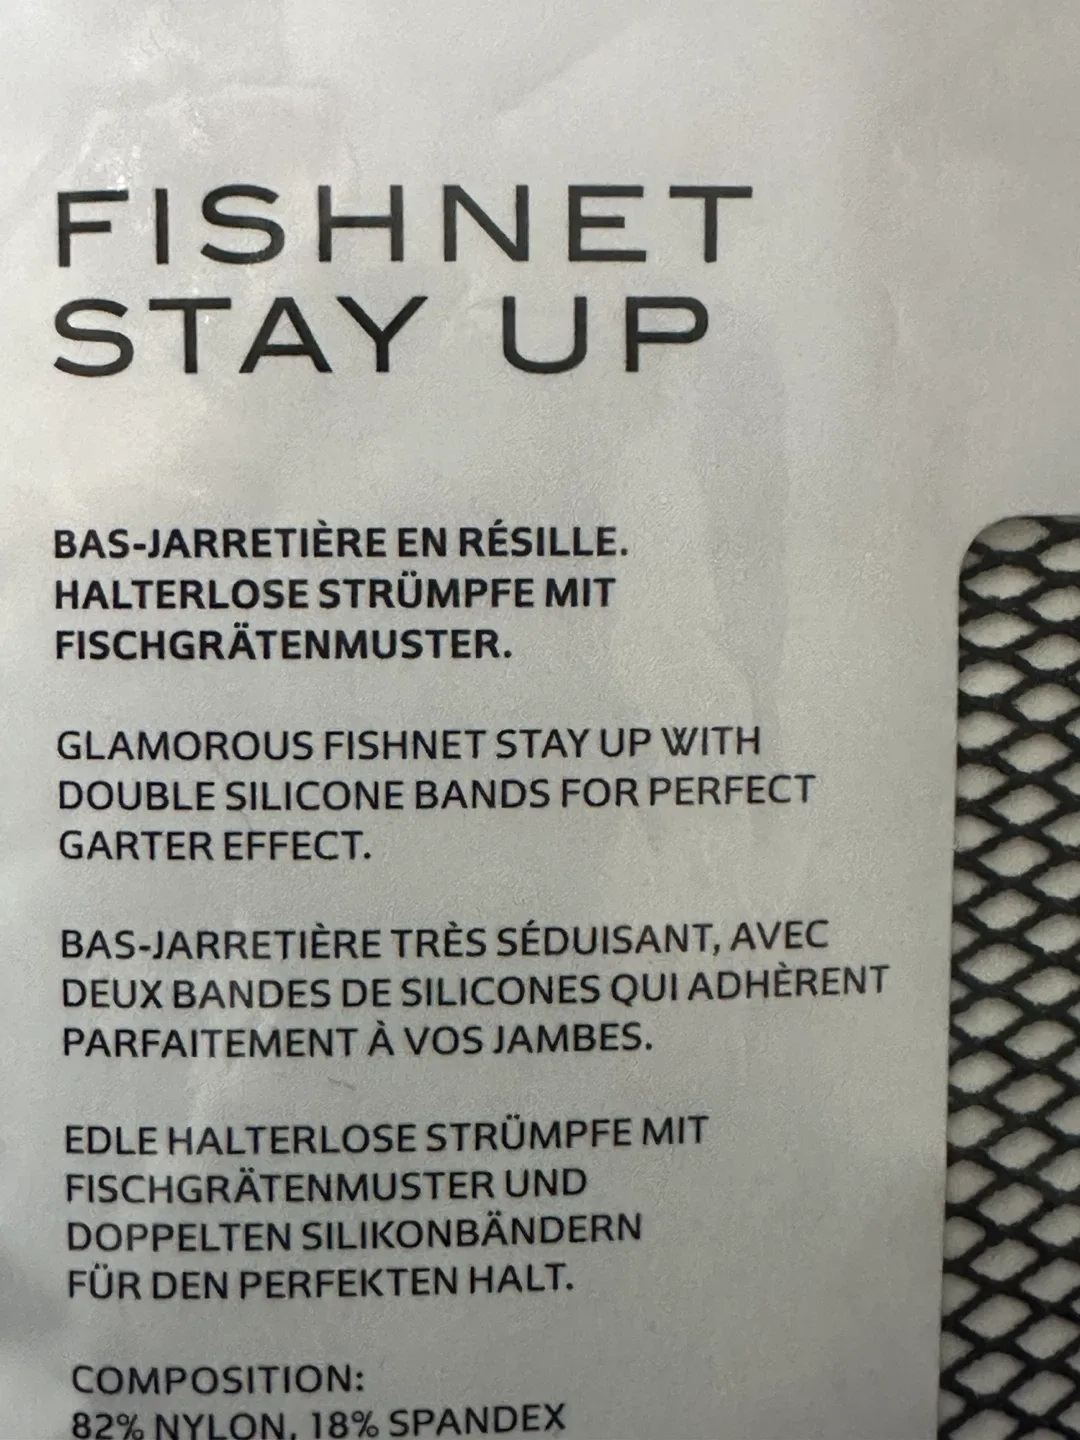 FISHNET
STAY UP
BAS-JARRETIÈRE EN RÉSILLE.
HALTERLOSE STRÜMPFE MIT
FISCHGRÄTENMUSTER.
GLAMOROUS FISHNET STAY UP WITH
DOUBLE SILICONE BANDS FOR PERFECT
GARTER EFFECT.
BAS-JARRETIÈRE TRÈS SÉDUISANT, AVEC
DEUX BANDES DE SILICONES QUI ADHÈRENT
PARFAITEMENT À VOS JAMBES.
EDLE HALTERLOSE STRÜMPFE MIT
FISCHGRÄTENMUSTER UND
DOPPELTEN SILIKONBÄNDERN
FÜR DEN PERFEKTEN HALT.
COMPOSITION:
82% NYLON, 18% SPANDEX